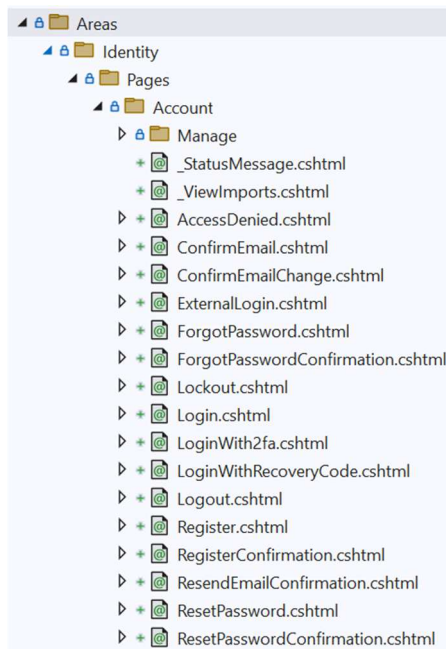 Areas
Identity
Pages
Account
Manage
_StatusMessage.cshtml
_ViewImports.cshtml
AccessDenied.cshtml
ConfirmEmail.cshtml
ConfirmEmailChange.cshtml
ExternalLogin.cshtml
ForgotPassword.cshtml
ForgotPasswordConfirmation.cshtml
Lockout.cshtml
Login.cshtml
LoginWith2fa.cshtml
LoginWithRecoveryCode.cshtml
Logout.cshtml
Register.cshtml
RegisterConfirmation.cshtml
ResendEmailConfirmation.cshtml
ResetPassword.cshtml
ResetPasswordConfirmation.cshtml